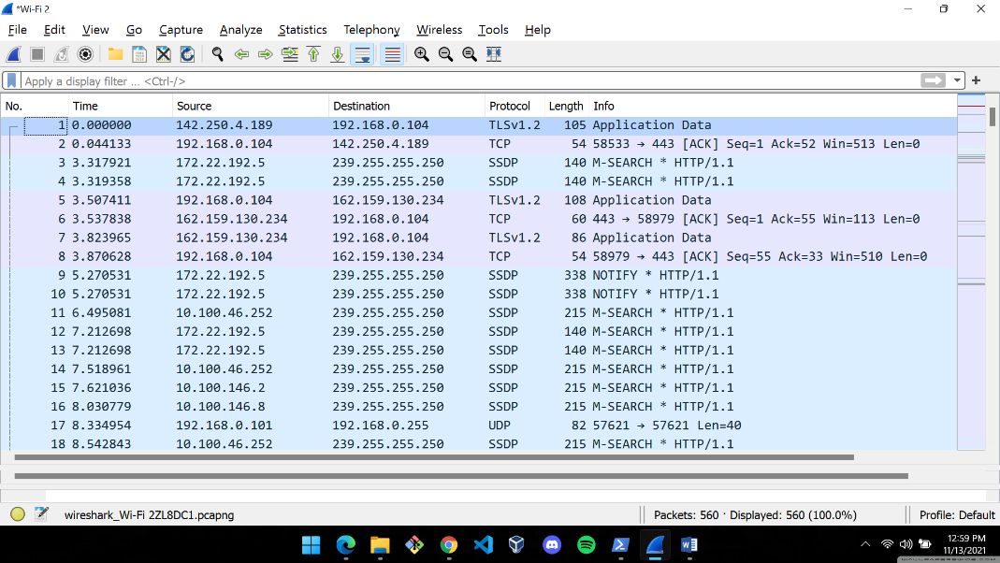 *Wi-Fi 2
File Edit View Go Capture Analyze Statistics Telephony Wireless Tools Help
Apply a display filter ... <Ctrl-/>
No. Time Source Destination Protocol Length Info
1 0.000000 142.250.4.189 192.168.0.104 TLSv1.2 105 Application Data
2 0.044133 192.168.0.104 142.250.4.189 TCP 54 58533 → 443 [ACK] Seq=1 Ack=52 Win=513 Len=0
3 3.317921 172.22.192.5 239.255.255.250 SSDP 140 M-SEARCH * HTTP/1.1
4 3.319358 172.22.192.5 239.255.255.250 SSDP 140 M-SEARCH * HTTP/1.1
5 3.507411 192.168.0.104 162.159.130.234 TLSv1.2 108 Application Data
6 3.537838 162.159.130.234 192.168.0.104 TCP 60 443 → 58979 [ACK] Seq=1 Ack=55 Win=113 Len=0
7 3.823965 162.159.130.234 192.168.0.104 TLSv1.2 86 Application Data
8 3.870628 192.168.0.104 162.159.130.234 TCP 54 58979 → 443 [ACK] Seq=55 Ack=33 Win=510 Len=0
9 5.270531 172.22.192.5 239.255.255.250 SSDP 338 NOTIFY * HTTP/1.1
10 5.270531 172.22.192.5 239.255.255.250 SSDP 338 NOTIFY * HTTP/1.1
11 6.495081 10.100.46.252 239.255.255.250 SSDP 215 M-SEARCH * HTTP/1.1
12 7.212698 172.22.192.5 239.255.255.250 SSDP 140 M-SEARCH * HTTP/1.1
13 7.212698 172.22.192.5 239.255.255.250 SSDP 140 M-SEARCH * HTTP/1.1
14 7.518961 10.100.46.252 239.255.255.250 SSDP 215 M-SEARCH * HTTP/1.1
15 7.621036 10.100.146.2 239.255.255.250 SSDP 215 M-SEARCH * HTTP/1.1
16 8.030779 10.100.146.8 239.255.255.250 SSDP 215 M-SEARCH * HTTP/1.1
17 8.334954 192.168.0.101 192.168.0.255 UDP 82 57621 → 57621 Len=40
18 8.542843 10.100.46.252 239.255.255.250 SSDP 215 M-SEARCH * HTTP/1.1
wireshark_Wi-Fi 2ZL8DC1.pcapng Packets: 560 · Displayed: 560 (100.0%) Profile: Default
12:59 PM
11/13/2021